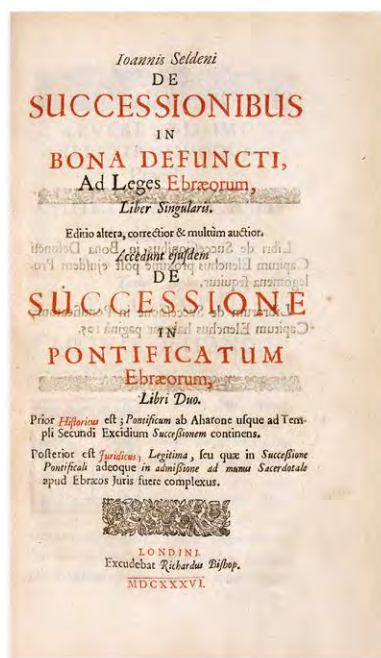 Ioannis Seldeni
DE
SUCCESSIONIBUS
IN
BONA DEFUNCTI,
Ad Leges Ebræorum,
Liber Singularis.
Editio altera, correctior & multùm auctior.
Accedunt ejusdem
DE
SUCCESSIONE
IN
PONTIFICATUM
Ebræorum,
Libri Duo.
Prior Historicus est; Pontificum ab Aharone usque ad Tem-
pli Secundi Excidium Successionem continens.
Posterior est Juridicus; Legitima, seu quæ in Successione
Pontificali adeoque in admissione ad munus Sacerdotale
apud Ebræos Juris fuere complexus.
LONDINI.
Excudebat Richardus Bishop.
MDCXXXVI.